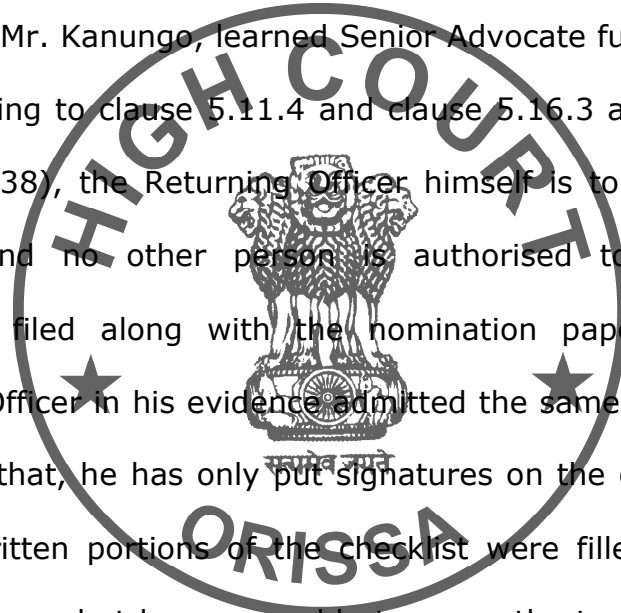 Mr. Kanungo, learned Senior Advocate fu
ing to clause 5.11.4 and clause 5.16.3 a
38), the Returning Officer himself is to
nd no other person is authorised to
filed along with the nomination pap
Officer in his evidence admitted the same
that, he has only put signatures on the
ritten portions of the checklist were fille
HIGH COURT
सत्यमेव जयते
ORISSA